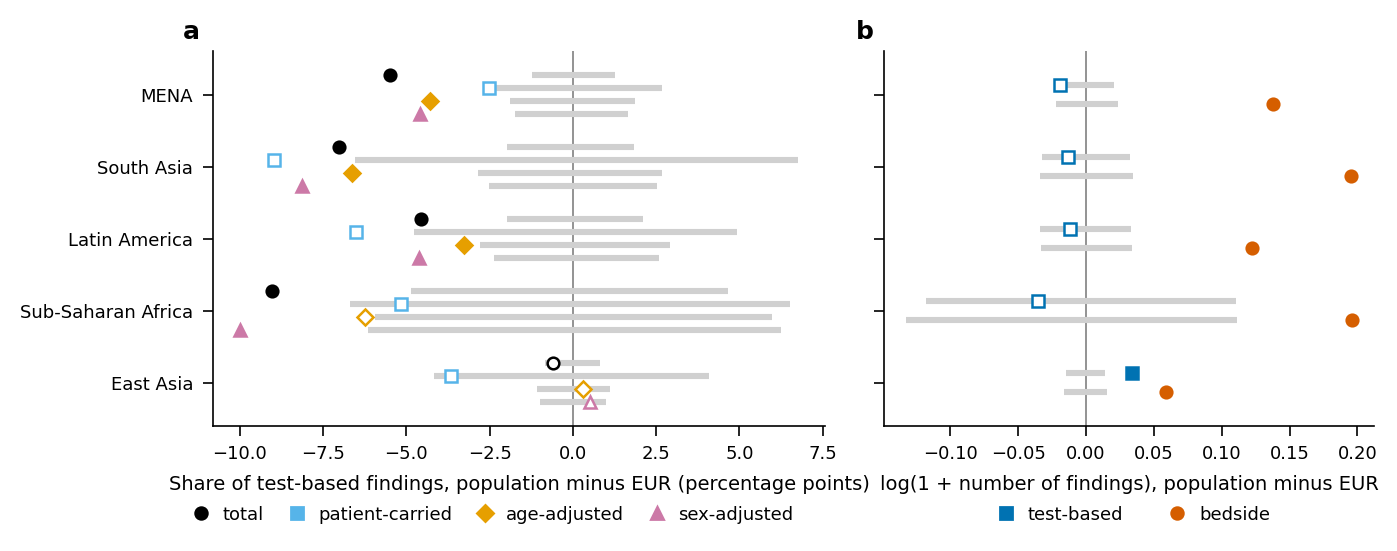 a
b
MENA
South Asia
Latin America
Sub-Saharan Africa
East Asia
−10.0 −7.5 −5.0 −2.5 0.0 2.5 5.0 7.5
−0.10 −0.05 0.00 0.05 0.10 0.15 0.20
Share of test-based findings, population minus EUR (percentage points)
log(1 + number of findings), population minus EUR
total patient-carried age-adjusted sex-adjusted
test-based bedside